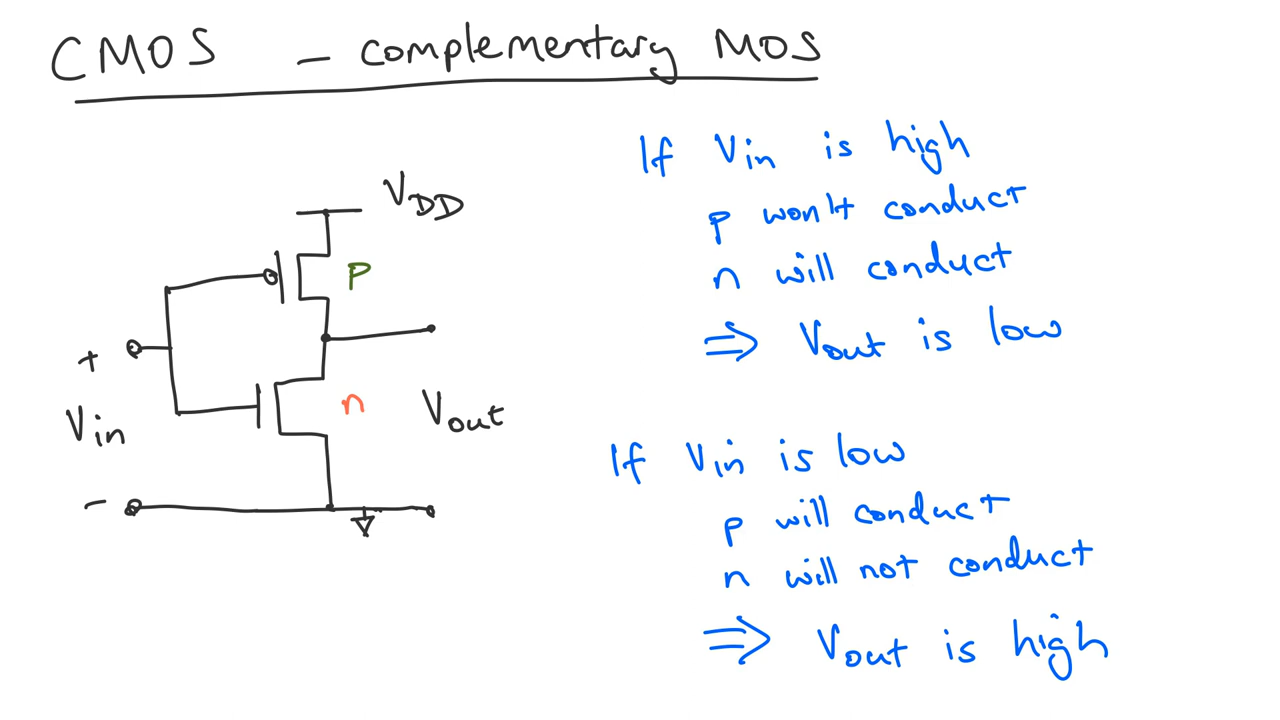 CMOS - complementary MOS
VDD
p
+
Vin
-
n
Vout
If Vin is high
p won't conduct
n will conduct
⇒ Vout is low
If Vin is low
p will conduct
n will not conduct
⇒ Vout is high